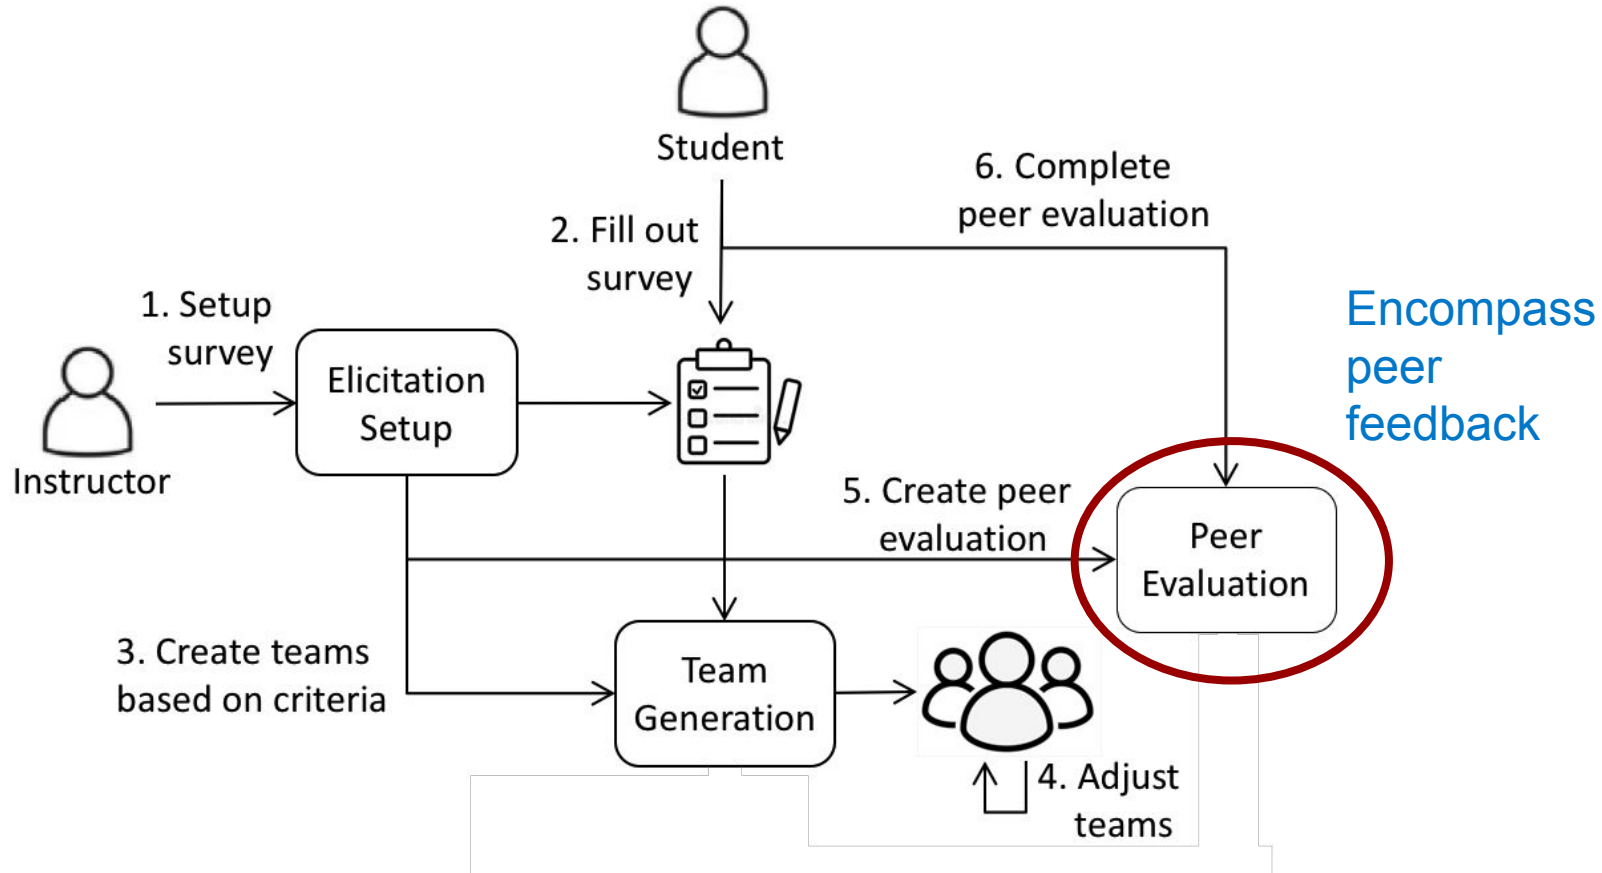 Student
6. Complete
peer evaluation
2. Fill out
survey
1. Setup
survey
Encompass
peer
feedback
Elicitation
Setup
Instructor
5. Create peer
evaluation
Peer
Evaluation
3. Create teams
based on criteria
Team
Generation
4. Adjust
teams